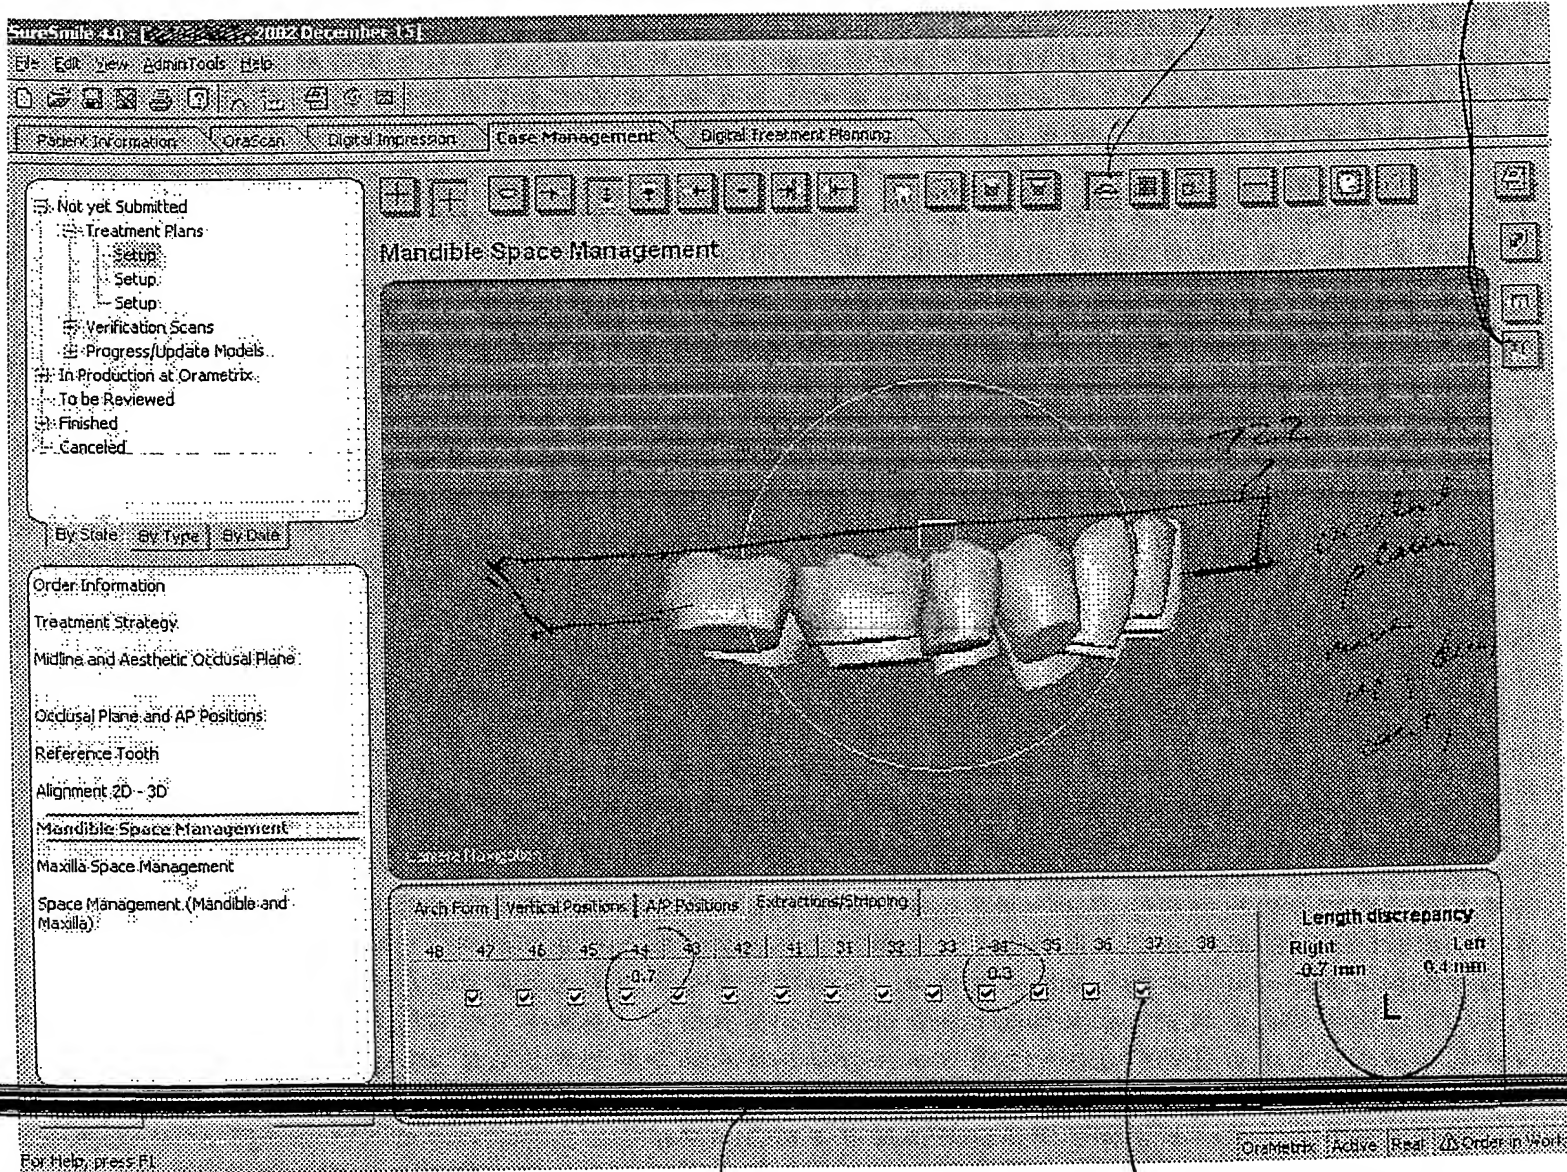 SureSmile 4.0 - [ , 2002 December 15]
File Edit View AdminTools Help
Patient Information OraScan Digital Impression Case Management Digital Treatment Planning
Not yet Submitted
Treatment Plans
Setup
Setup
Setup
Verification Scans
Progress/Update Models
In Production at Orametrix
To be Reviewed
Finished
Canceled
By State By Type By Date
Order Information
Treatment Strategy
Midline and Aesthetic Occlusal Plane
Occlusal Plane and AP Positions
Reference Tooth
Alignment 2D - 3D
Mandible Space Management
Maxilla Space Management
Space Management (Mandible and
Maxilla)
Mandible Space Management
722
Arch Form Vertical Positions A/P Positions Extractions/Stripping
48 47 46 45 44 43 42 41 31 32 33 34 35 36 37 38
-0.7 0.3
Length discrepancy
Right Left
-0.7 mm 0.4 mm
L
For Help, press F1
OraMetrix Active Real Order in Work